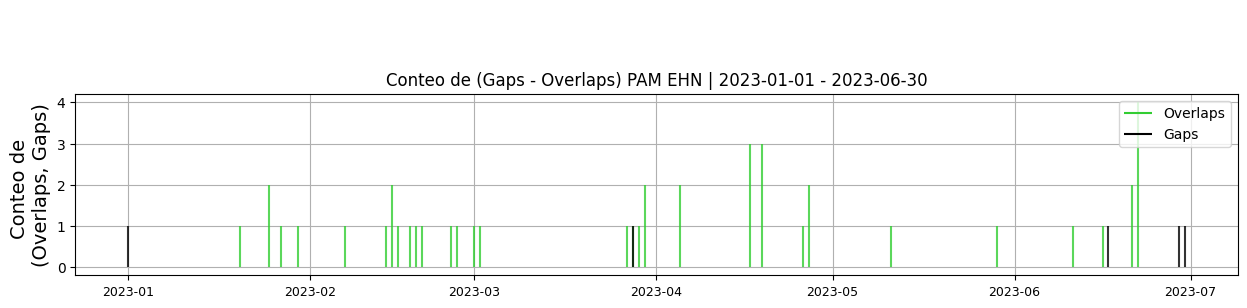 Conteo de (Gaps - Overlaps) PAM EHN | 2023-01-01 - 2023-06-30
Conteo de
(Overlaps, Gaps)
4
3
2
1
0
Overlaps
Gaps
2023-01 2023-02 2023-03 2023-04 2023-05 2023-06 2023-07